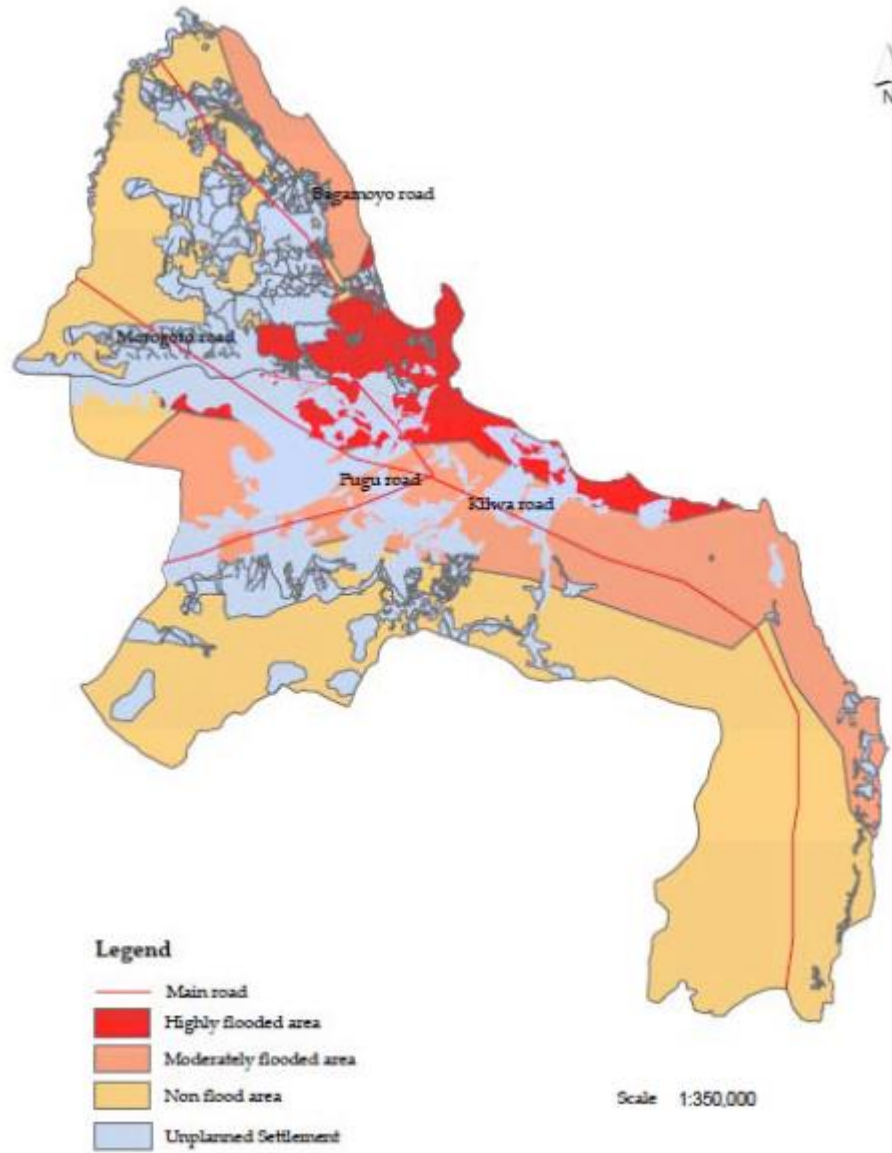 N
Bagamoyo road
Morogoro road
Pugu road
Kilwa road
Legend
Main road
Highly flooded area
Moderately flooded area
Non flood area
Unplanned Settlement
Scale 1:350,000